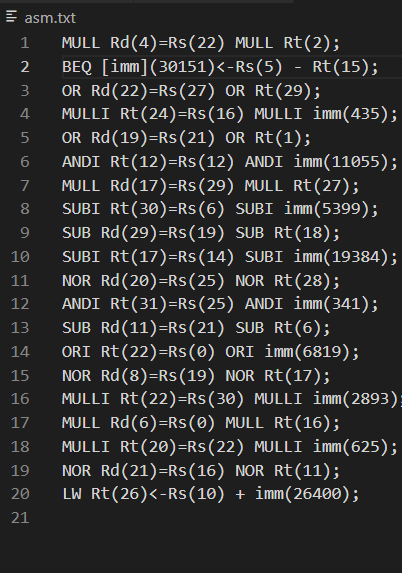 asm.txt
1 MULL Rd(4)=Rs(22) MULL Rt(2);
2 BEQ [imm](30151)<-Rs(5) - Rt(15);
3 OR Rd(22)=Rs(27) OR Rt(29);
4 MULLI Rt(24)=Rs(16) MULLI imm(435);
5 OR Rd(19)=Rs(21) OR Rt(1);
6 ANDI Rt(12)=Rs(12) ANDI imm(11055);
7 MULL Rd(17)=Rs(29) MULL Rt(27);
8 SUBI Rt(30)=Rs(6) SUBI imm(5399);
9 SUB Rd(29)=Rs(19) SUB Rt(18);
10 SUBI Rt(17)=Rs(14) SUBI imm(19384);
11 NOR Rd(20)=Rs(25) NOR Rt(28);
12 ANDI Rt(31)=Rs(25) ANDI imm(341);
13 SUB Rd(11)=Rs(21) SUB Rt(6);
14 ORI Rt(22)=Rs(0) ORI imm(6819);
15 NOR Rd(8)=Rs(19) NOR Rt(17);
16 MULLI Rt(22)=Rs(30) MULLI imm(2893);
17 MULL Rd(6)=Rs(0) MULL Rt(16);
18 MULLI Rt(20)=Rs(22) MULLI imm(625);
19 NOR Rd(21)=Rs(16) NOR Rt(11);
20 LW Rt(26)<-Rs(10) + imm(26400);
21